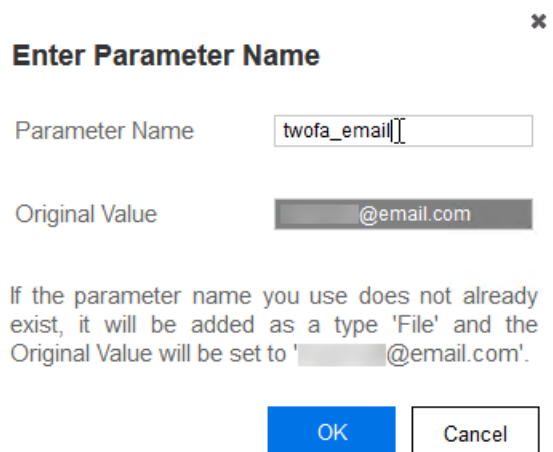 Enter Parameter Name
Parameter Name twofa_email
Original Value @email.com
If the parameter name you use does not already
exist, it will be added as a type 'File' and the
Original Value will be set to ' @email.com'.
OK Cancel